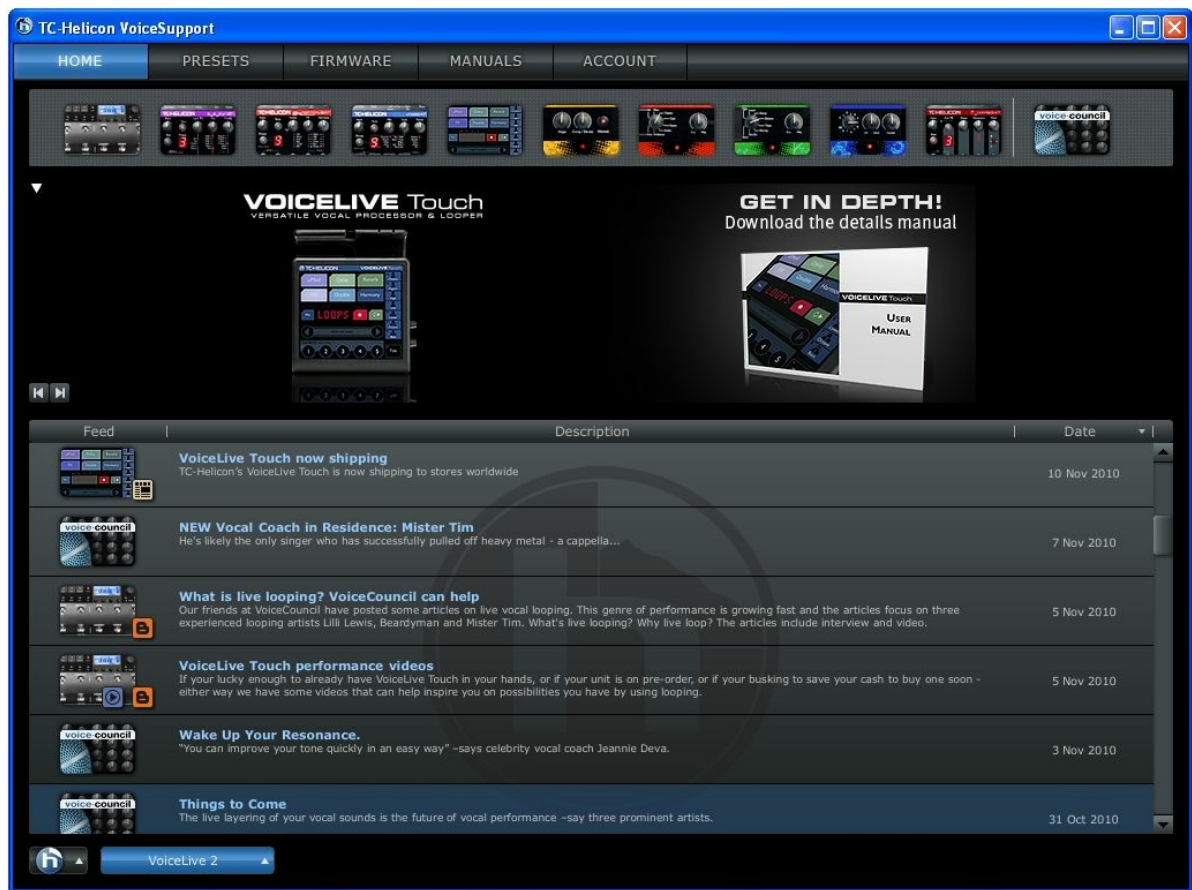 TC-Helicon VoiceSupport
HOME
PRESETS
FIRMWARE
MANUALS
ACCOUNT
voice-council
VOICELIVE Touch
VERSATILE VOCAL PROCESSOR & LOOPER
GET IN DEPTH!
Download the details manual
LOOPS
VOICELIVE Touch
USER
MANUAL
Feed
Description
Date
VoiceLive Touch now shipping
TC-Helicon's VoiceLive Touch is now shipping to stores worldwide
10 Nov 2010
voice-council
NEW Vocal Coach in Residence: Mister Tim
He's likely the only singer who has successfully pulled off heavy metal - a cappella...
7 Nov 2010
What is live looping? VoiceCouncil can help
Our friends at VoiceCouncil have posted some articles on live vocal looping. This genre of performance is growing fast and the articles focus on three
experienced looping artists Lilli Lewis, Beardyman and Mister Tim. What's live looping? Why live loop? The articles include interview and video.
5 Nov 2010
VoiceLive Touch performance videos
If your lucky enough to already have VoiceLive Touch in your hands, or if your unit is on pre-order, or if your busking to save your cash to buy one soon -
either way we have some videos that can help inspire you on possibilities you have by using looping.
5 Nov 2010
voice-council
Wake Up Your Resonance.
"You can improve your tone quickly in an easy way" –says celebrity vocal coach Jeannie Deva.
3 Nov 2010
voice-council
Things to Come
The live layering of your vocal sounds is the future of vocal performance –say three prominent artists.
31 Oct 2010
VoiceLive 2